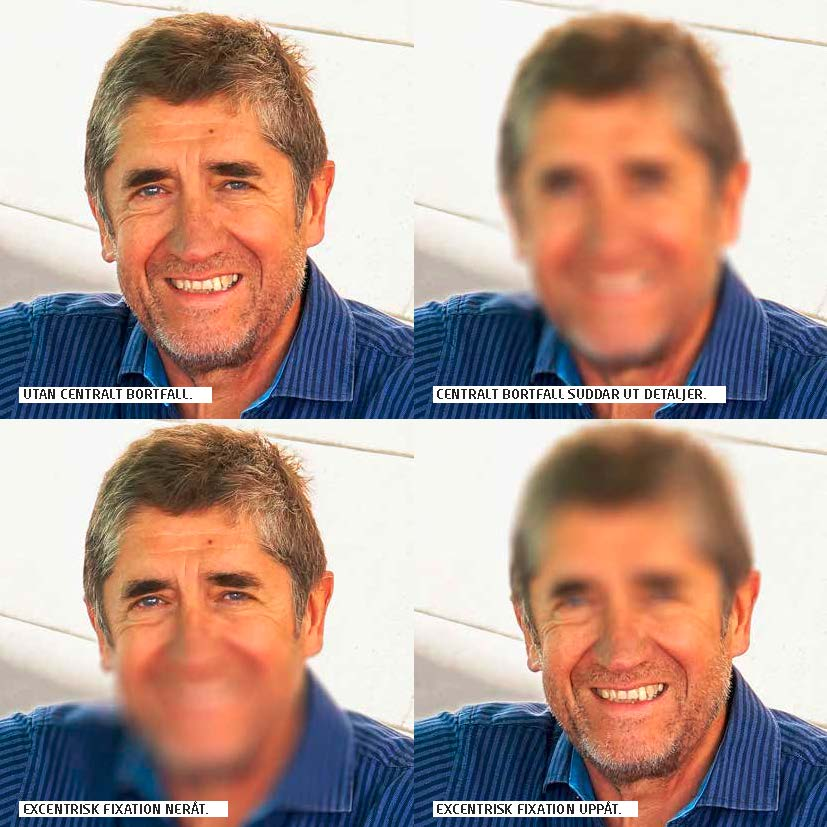 UTAN CENTRALT BORTFALL.
CENTRALT BORTFALL SUDDAR UT DETALJER.
EXCENTRISK FIXATION NERÅT.
EXCENTRISK FIXATION UPPÅT.